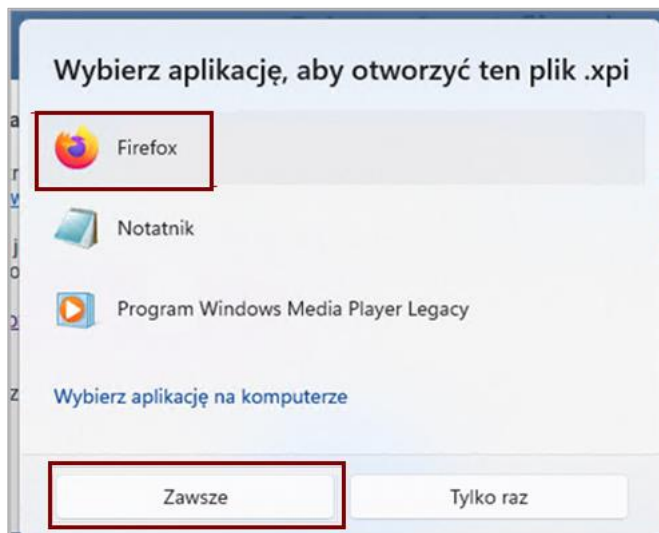 Wybierz aplikację, aby otworzyć ten plik .xpi
Firefox
Notatnik
Program Windows Media Player Legacy
Wybierz aplikację na komputerze
Zawsze
Tylko raz